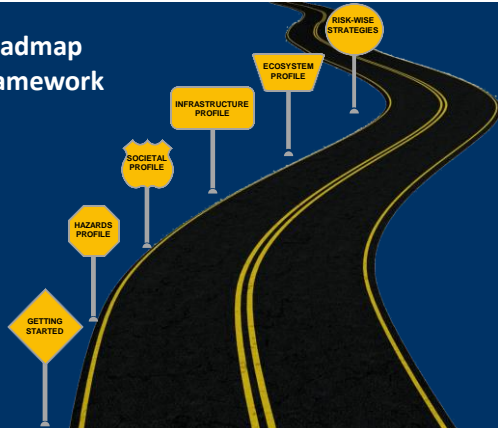 admap
amework
RISK-WISE
STRATEGIES
ECOSYSTEM
PROFILE
INFRASTRUCTURE
PROFILE
SOCIETAL
PROFILE
HAZARDS
PROFILE
GETTING
STARTED